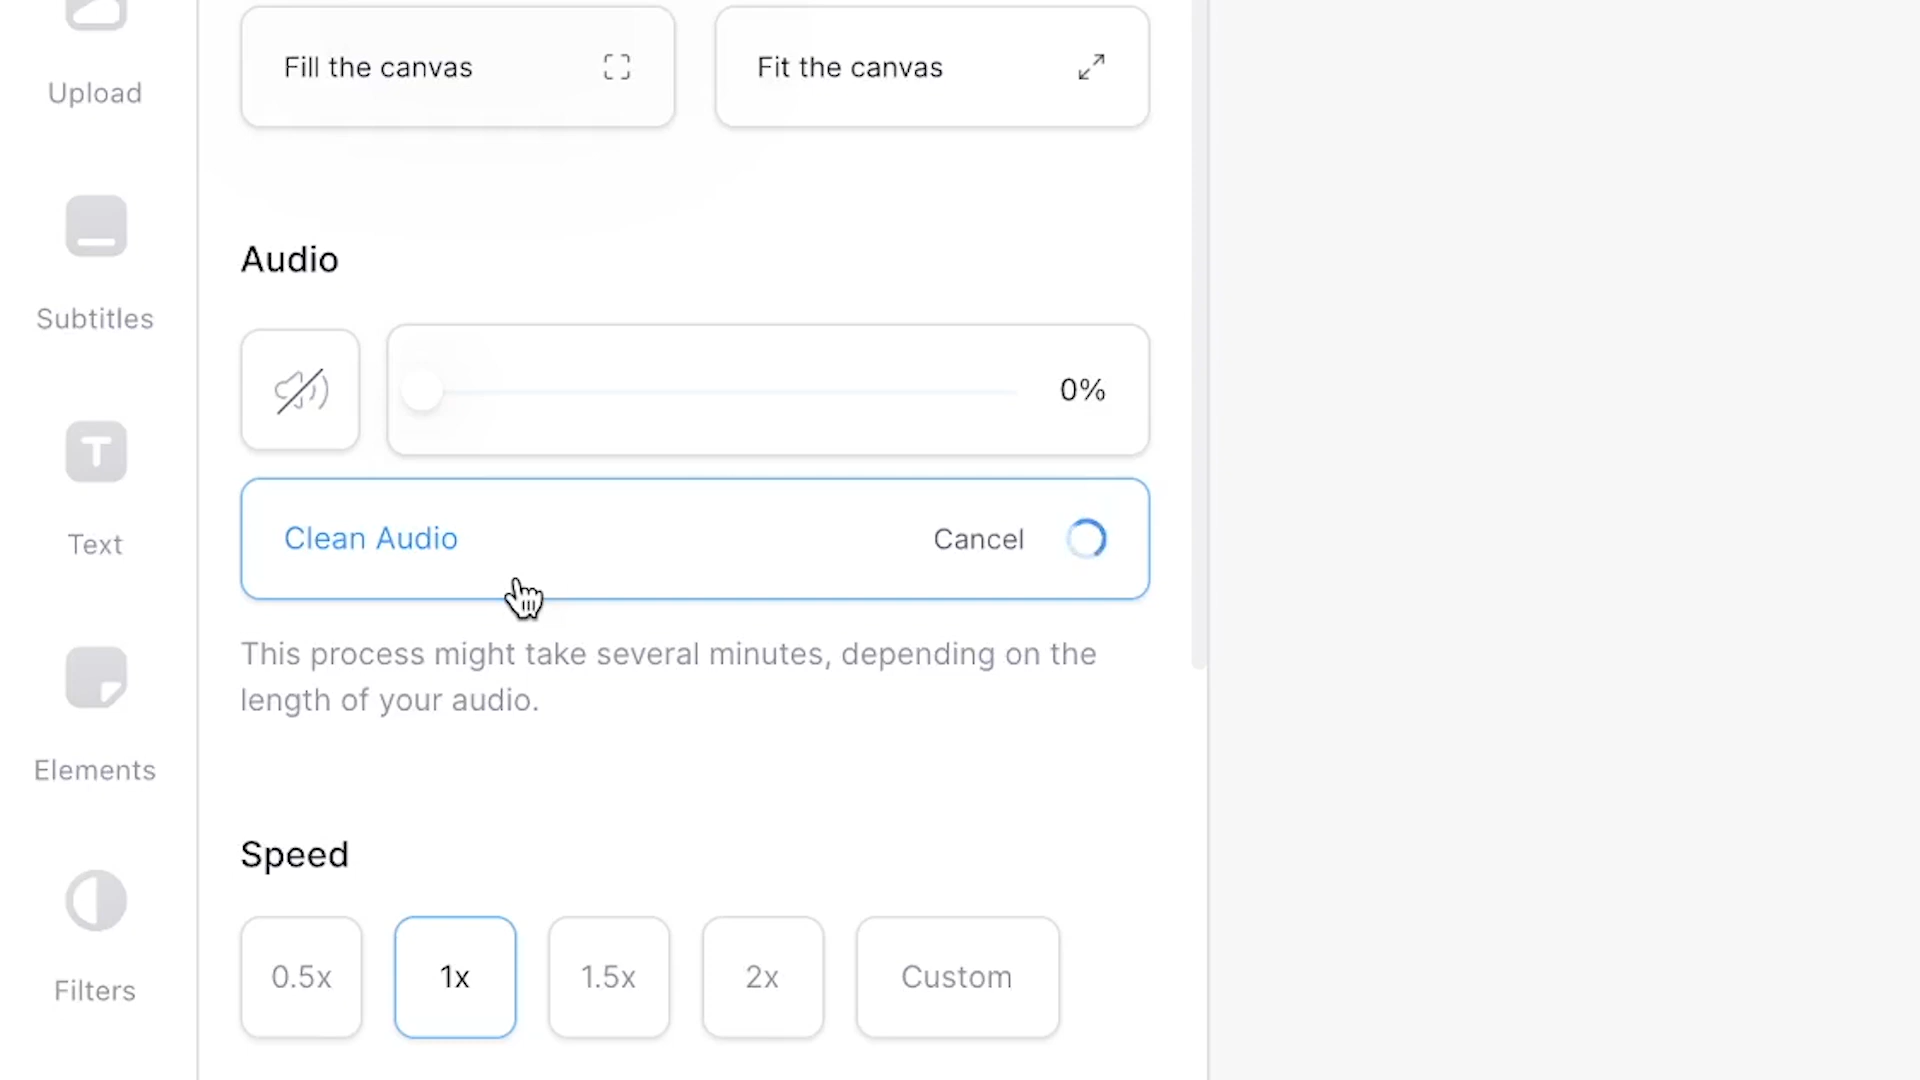 Upload
Subtitles
Text
Elements
Filters
Fill the canvas
Fit the canvas
Audio
0%
Clean Audio
Cancel
This process might take several minutes, depending on the
length of your audio.
Speed
0.5x
1x
1.5x
2x
Custom